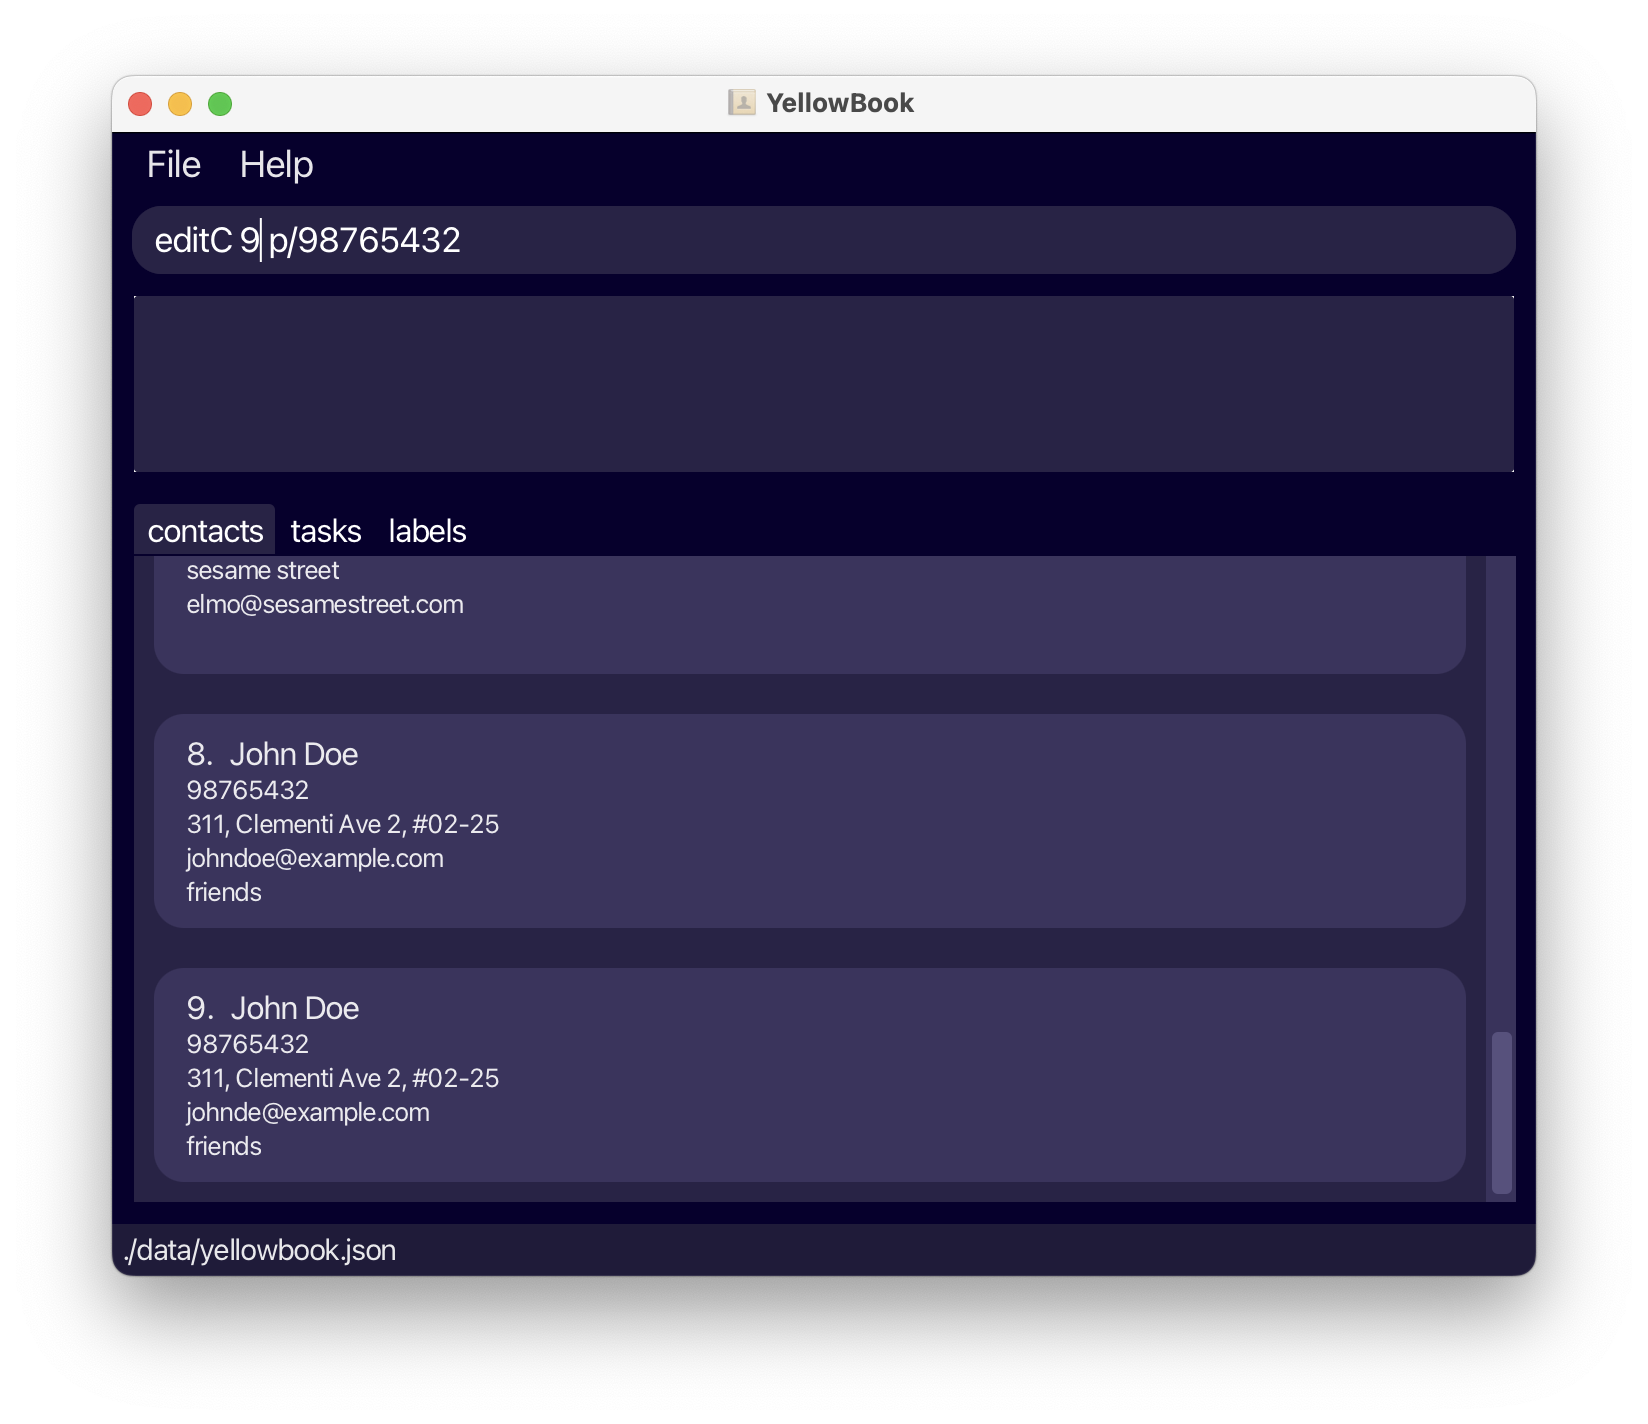 YellowBook
File Help
editC 9 p/98765432
contacts tasks labels
sesame street
elmo@sesamestreet.com
8. John Doe
98765432
311, Clementi Ave 2, #02-25
johndoe@example.com
friends
9. John Doe
98765432
311, Clementi Ave 2, #02-25
johnde@example.com
friends
./data/yellowbook.json